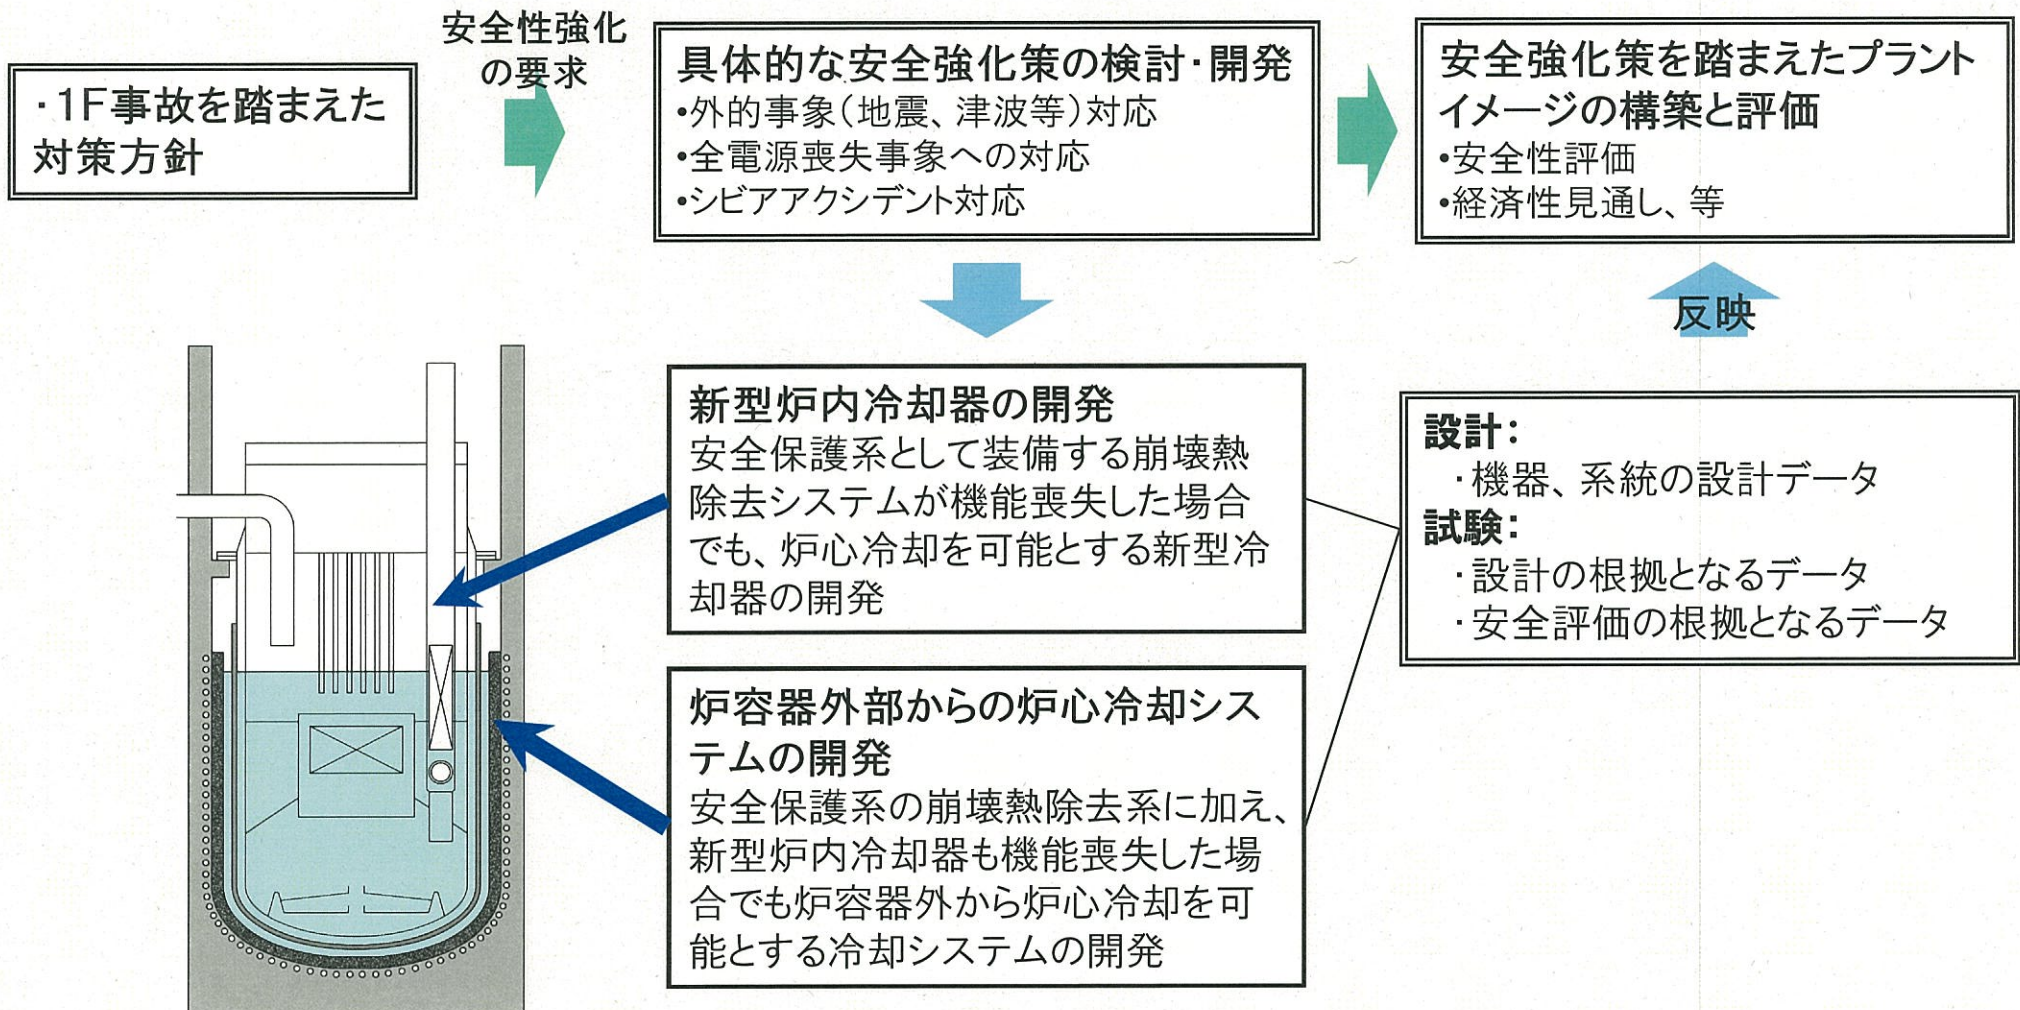 ・1F事故を踏まえた
対策方針
安全性強化
の要求
具体的な安全強化策の検討・開発
•外的事象(地震、津波等)対応
•全電源喪失事象への対応
•シビアアクシデント対応
安全強化策を踏まえたプラント
イメージの構築と評価
•安全性評価
•経済性見通し、等
反映
新型炉内冷却器の開発
安全保護系として装備する崩壊熱
除去システムが機能喪失した場合
でも、炉心冷却を可能とする新型冷
却器の開発
炉容器外部からの炉心冷却シス
テムの開発
安全保護系の崩壊熱除去系に加え、
新型炉内冷却器も機能喪失した場
合でも炉容器外から炉心冷却を可
能とする冷却システムの開発
設計:
・機器、系統の設計データ
試験:
・設計の根拠となるデータ
・安全評価の根拠となるデータ